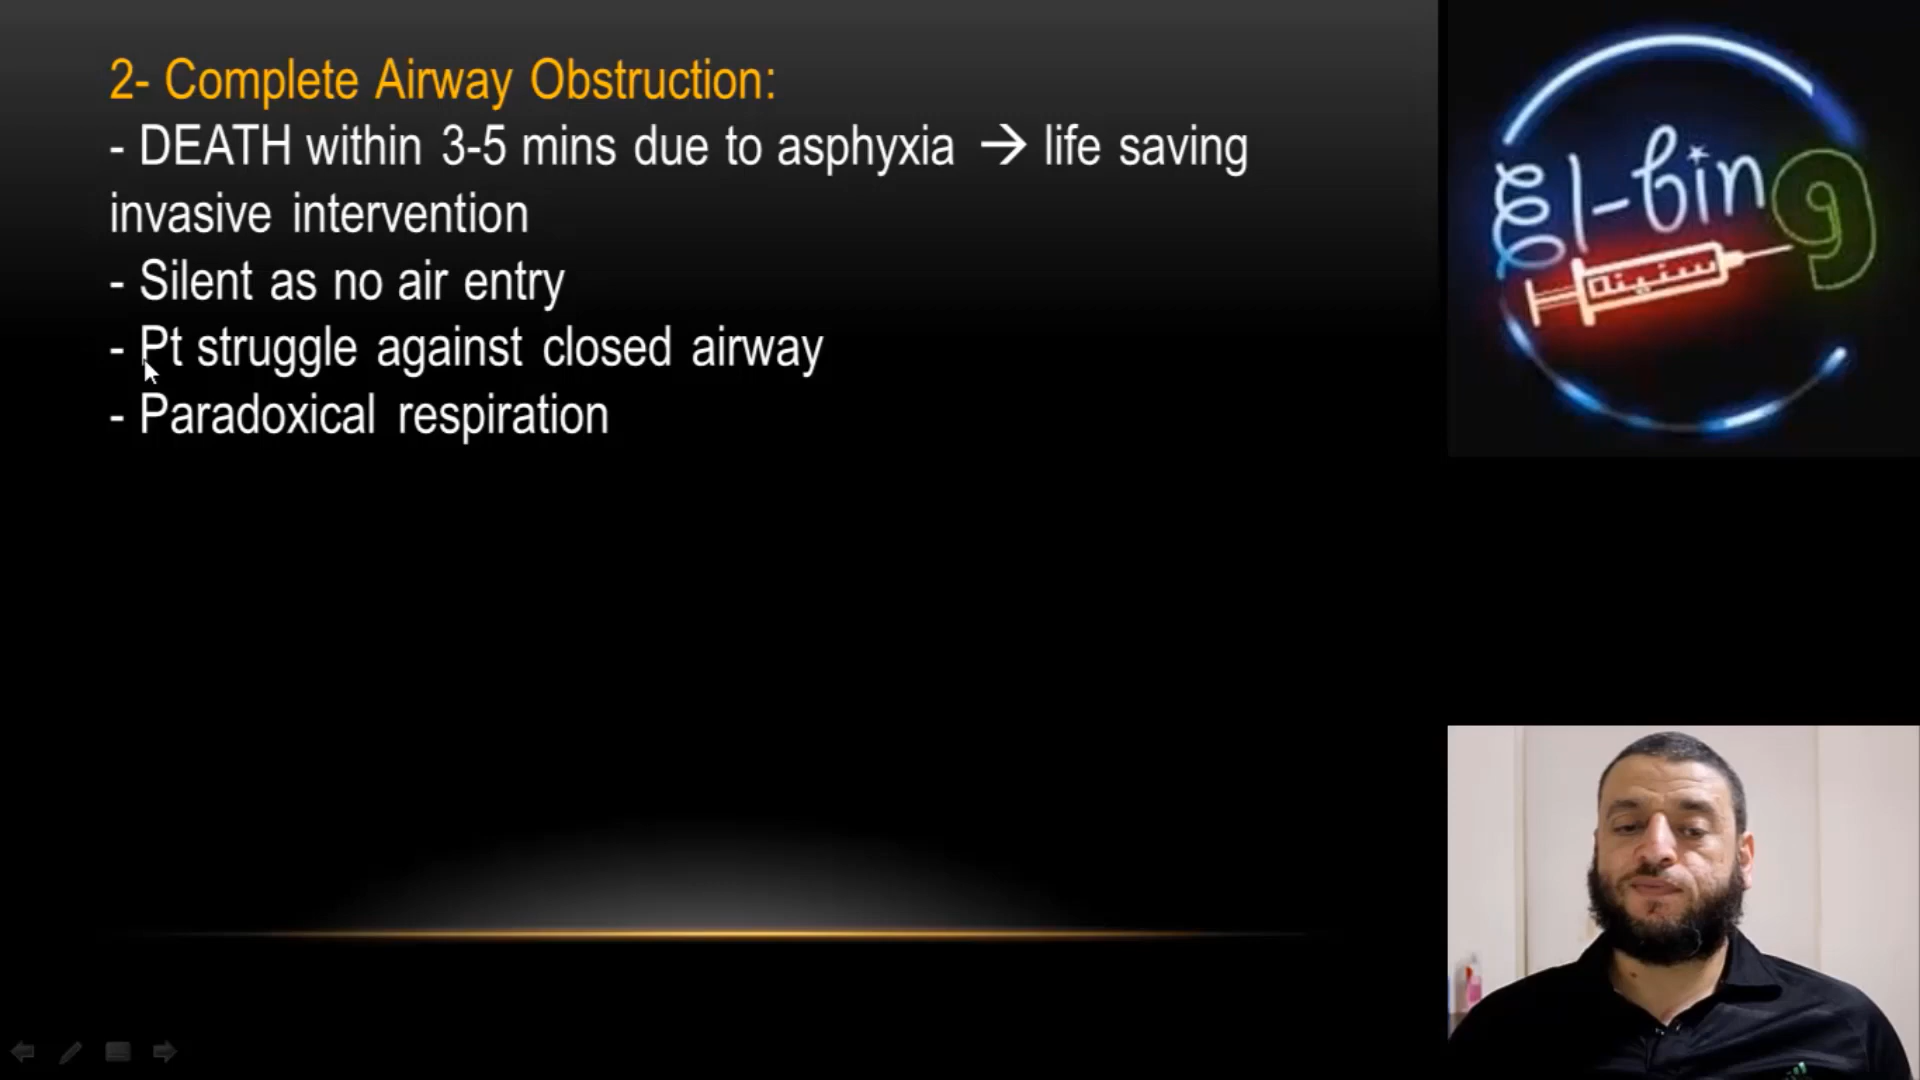 2- Complete Airway Obstruction:
- DEATH within 3-5 mins due to asphyxia → life saving
invasive intervention
- Silent as no air entry
- Pt struggle against closed airway
- Paradoxical respiration
El-bing